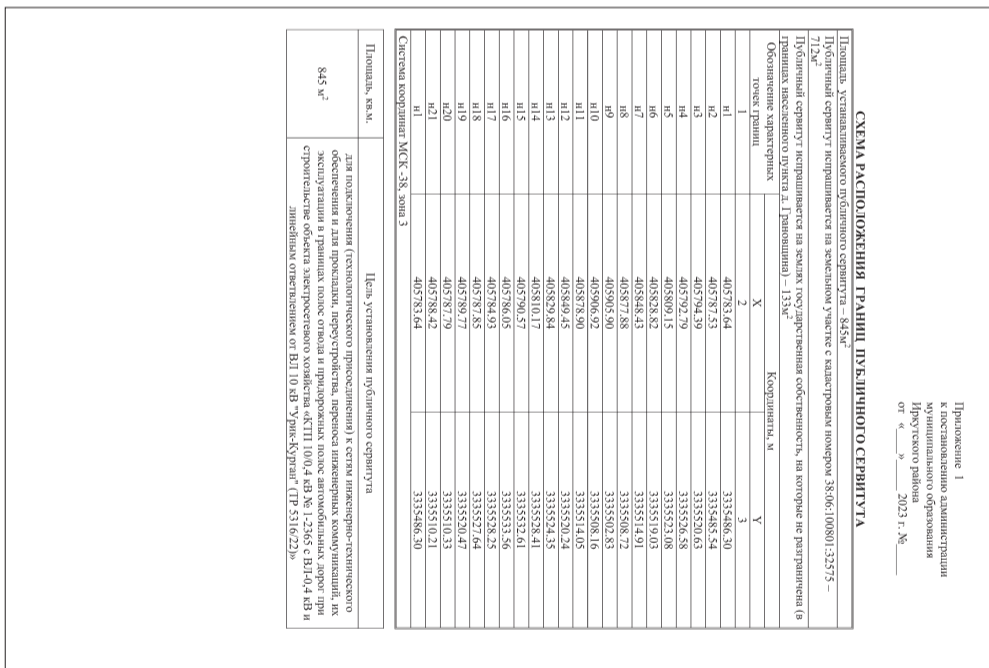 Приложение 1
к постановлению администрации
муниципального образования
Иркутского района
от «____»______ 2023 г. №______
СХЕМА РАСПОЛОЖЕНИЯ ГРАНИЦ ПУБЛИЧНОГО СЕРВИТУТА
Площадь устанавливаемого публичного сервитута – 845м²
Публичный сервитут испрашивается на земельном участке с кадастровым номером 38:06:100801:32575 –
712м²
Публичный сервитут испрашивается на землях государственная собственность, на которые не разграничена (в
границах населенного пункта д. Грановщина) – 133м²
Обозначение характерных точек границ Координаты, м
X Y
1 2 3
н1 405783.64 3335486.30
н2 405787.53 3335485.54
н3 405794.39 3335520.63
н4 405792.79 3335526.58
н5 405809.15 3335523.08
н6 405828.82 3335519.03
н7 405848.43 3335514.91
н8 405877.88 3335508.72
н9 405905.90 3335502.83
н10 405906.92 3335508.16
н11 405878.90 3335514.05
н12 405849.45 3335520.24
н13 405829.84 3335524.35
н14 405810.17 3335528.41
н15 405790.57 3335532.61
н16 405786.05 3335533.56
н17 405784.93 3335528.25
н18 405787.85 3335527.64
н19 405789.77 3335520.47
н20 405787.79 3335510.33
н21 405788.42 3335510.21
н1 405783.64 3335486.30
Система координат МСК -38, зона 3
Площадь, кв.м. Цель установления публичного сервитута
845 м² для подключения (технологического присоединения) к сетям инженерно-технического
обеспечения и для прокладки, переустройства, переноса инженерных коммуникаций, их
эксплуатации в границах полос отвода и придорожных полос автомобильных дорог при
строительстве объекта электросетевого хозяйства «КТП 10/0,4 кВ № 1-2365 с ВЛ-0,4 кВ и
линейным ответвлением от ВЛ 10 кВ "Урик-Курган" (ТР 5316/22)»